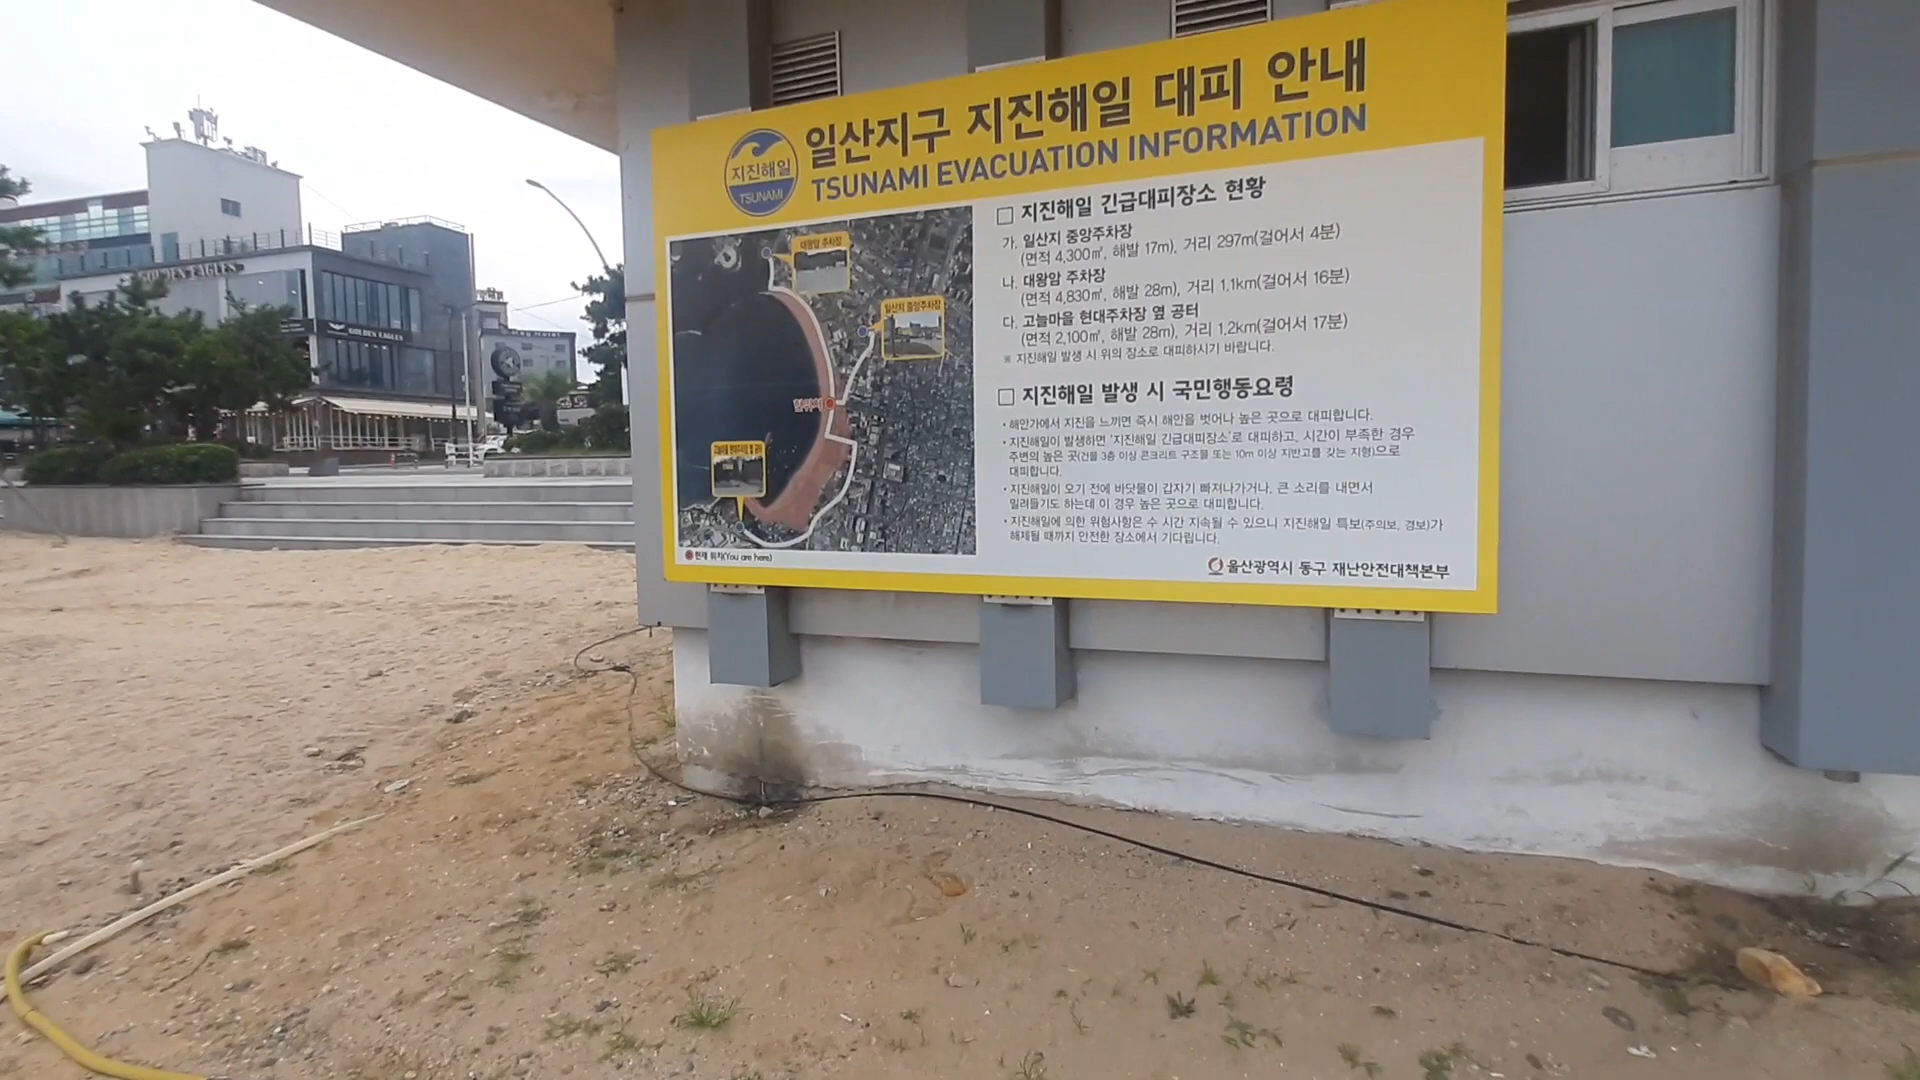 일산지구 지진해일 대피 안내
TSUNAMI EVACUATION INFORMATION
지진해일
TSUNAMI
대왕암 주차장
일산지 중앙주차장
현위치
고늘마을 현대주차장 옆 공터
현재 위치(You are here)
□ 지진해일 긴급대피장소 현황
가. 일산지 중앙주차장
(면적 4,300㎡, 해발 17m), 거리 297m(걸어서 4분)
나. 대왕암 주차장
(면적 4,830㎡, 해발 28m), 거리 1.1km(걸어서 16분)
다. 고늘마을 현대주차장 옆 공터
(면적 2,100㎡, 해발 28m), 거리 1.2km(걸어서 17분)
※ 지진해일 발생 시 위의 장소로 대피하시기 바랍니다.
□ 지진해일 발생 시 국민행동요령
• 해안가에서 지진을 느끼면 즉시 해안을 벗어나 높은 곳으로 대피합니다.
• 지진해일이 발생하면 '지진해일 긴급대피장소'로 대피하고, 시간이 부족한 경우
주변의 높은 곳(건물 3층 이상 콘크리트 구조물 또는 10m 이상 지반고를 갖는 지형)으로
대피합니다.
• 지진해일이 오기 전에 바닷물이 갑자기 빠져나가거나, 큰 소리를 내면서
밀려들기도 하는데 이 경우 높은 곳으로 대피합니다.
• 지진해일에 의한 위험사항은 수 시간 지속될 수 있으니 지진해일 특보(주의보, 경보)가
해제될 때까지 안전한 장소에서 기다립니다.
울산광역시 동구 재난안전대책본부
GOLDEN EAGLES
GOLDEN EAGLES